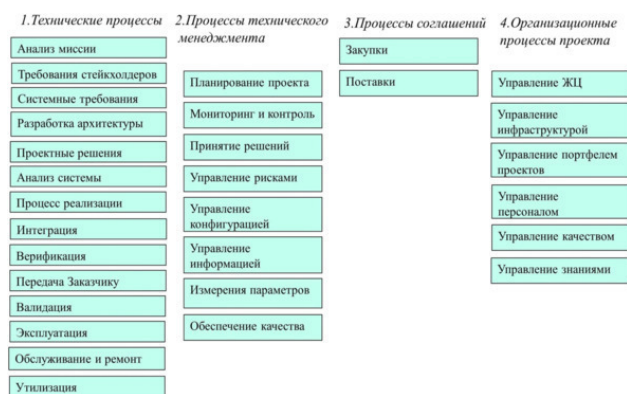 1.Технические процессы
Анализ миссии
Требования стейкхолдеров
Системные требования
Разработка архитектуры
Проектные решения
Анализ системы
Процесс реализации
Интеграция
Верификация
Передача Заказчику
Валидация
Эксплуатация
Обслуживание и ремонт
Утилизация
2.Процессы технического
менеджмента
Планирование проекта
Мониторинг и контроль
Принятие решений
Управление рисками
Управление
конфигурацией
Управление
информацией
Измерения параметров
Обеспечение качества
3.Процессы соглашений
Закупки
Поставки
4.Организационные
процессы проекта
Управление ЖЦ
Управление
инфраструктурой
Управление портфелем
проектов
Управление
персоналом
Управление качеством
Управление знаниями